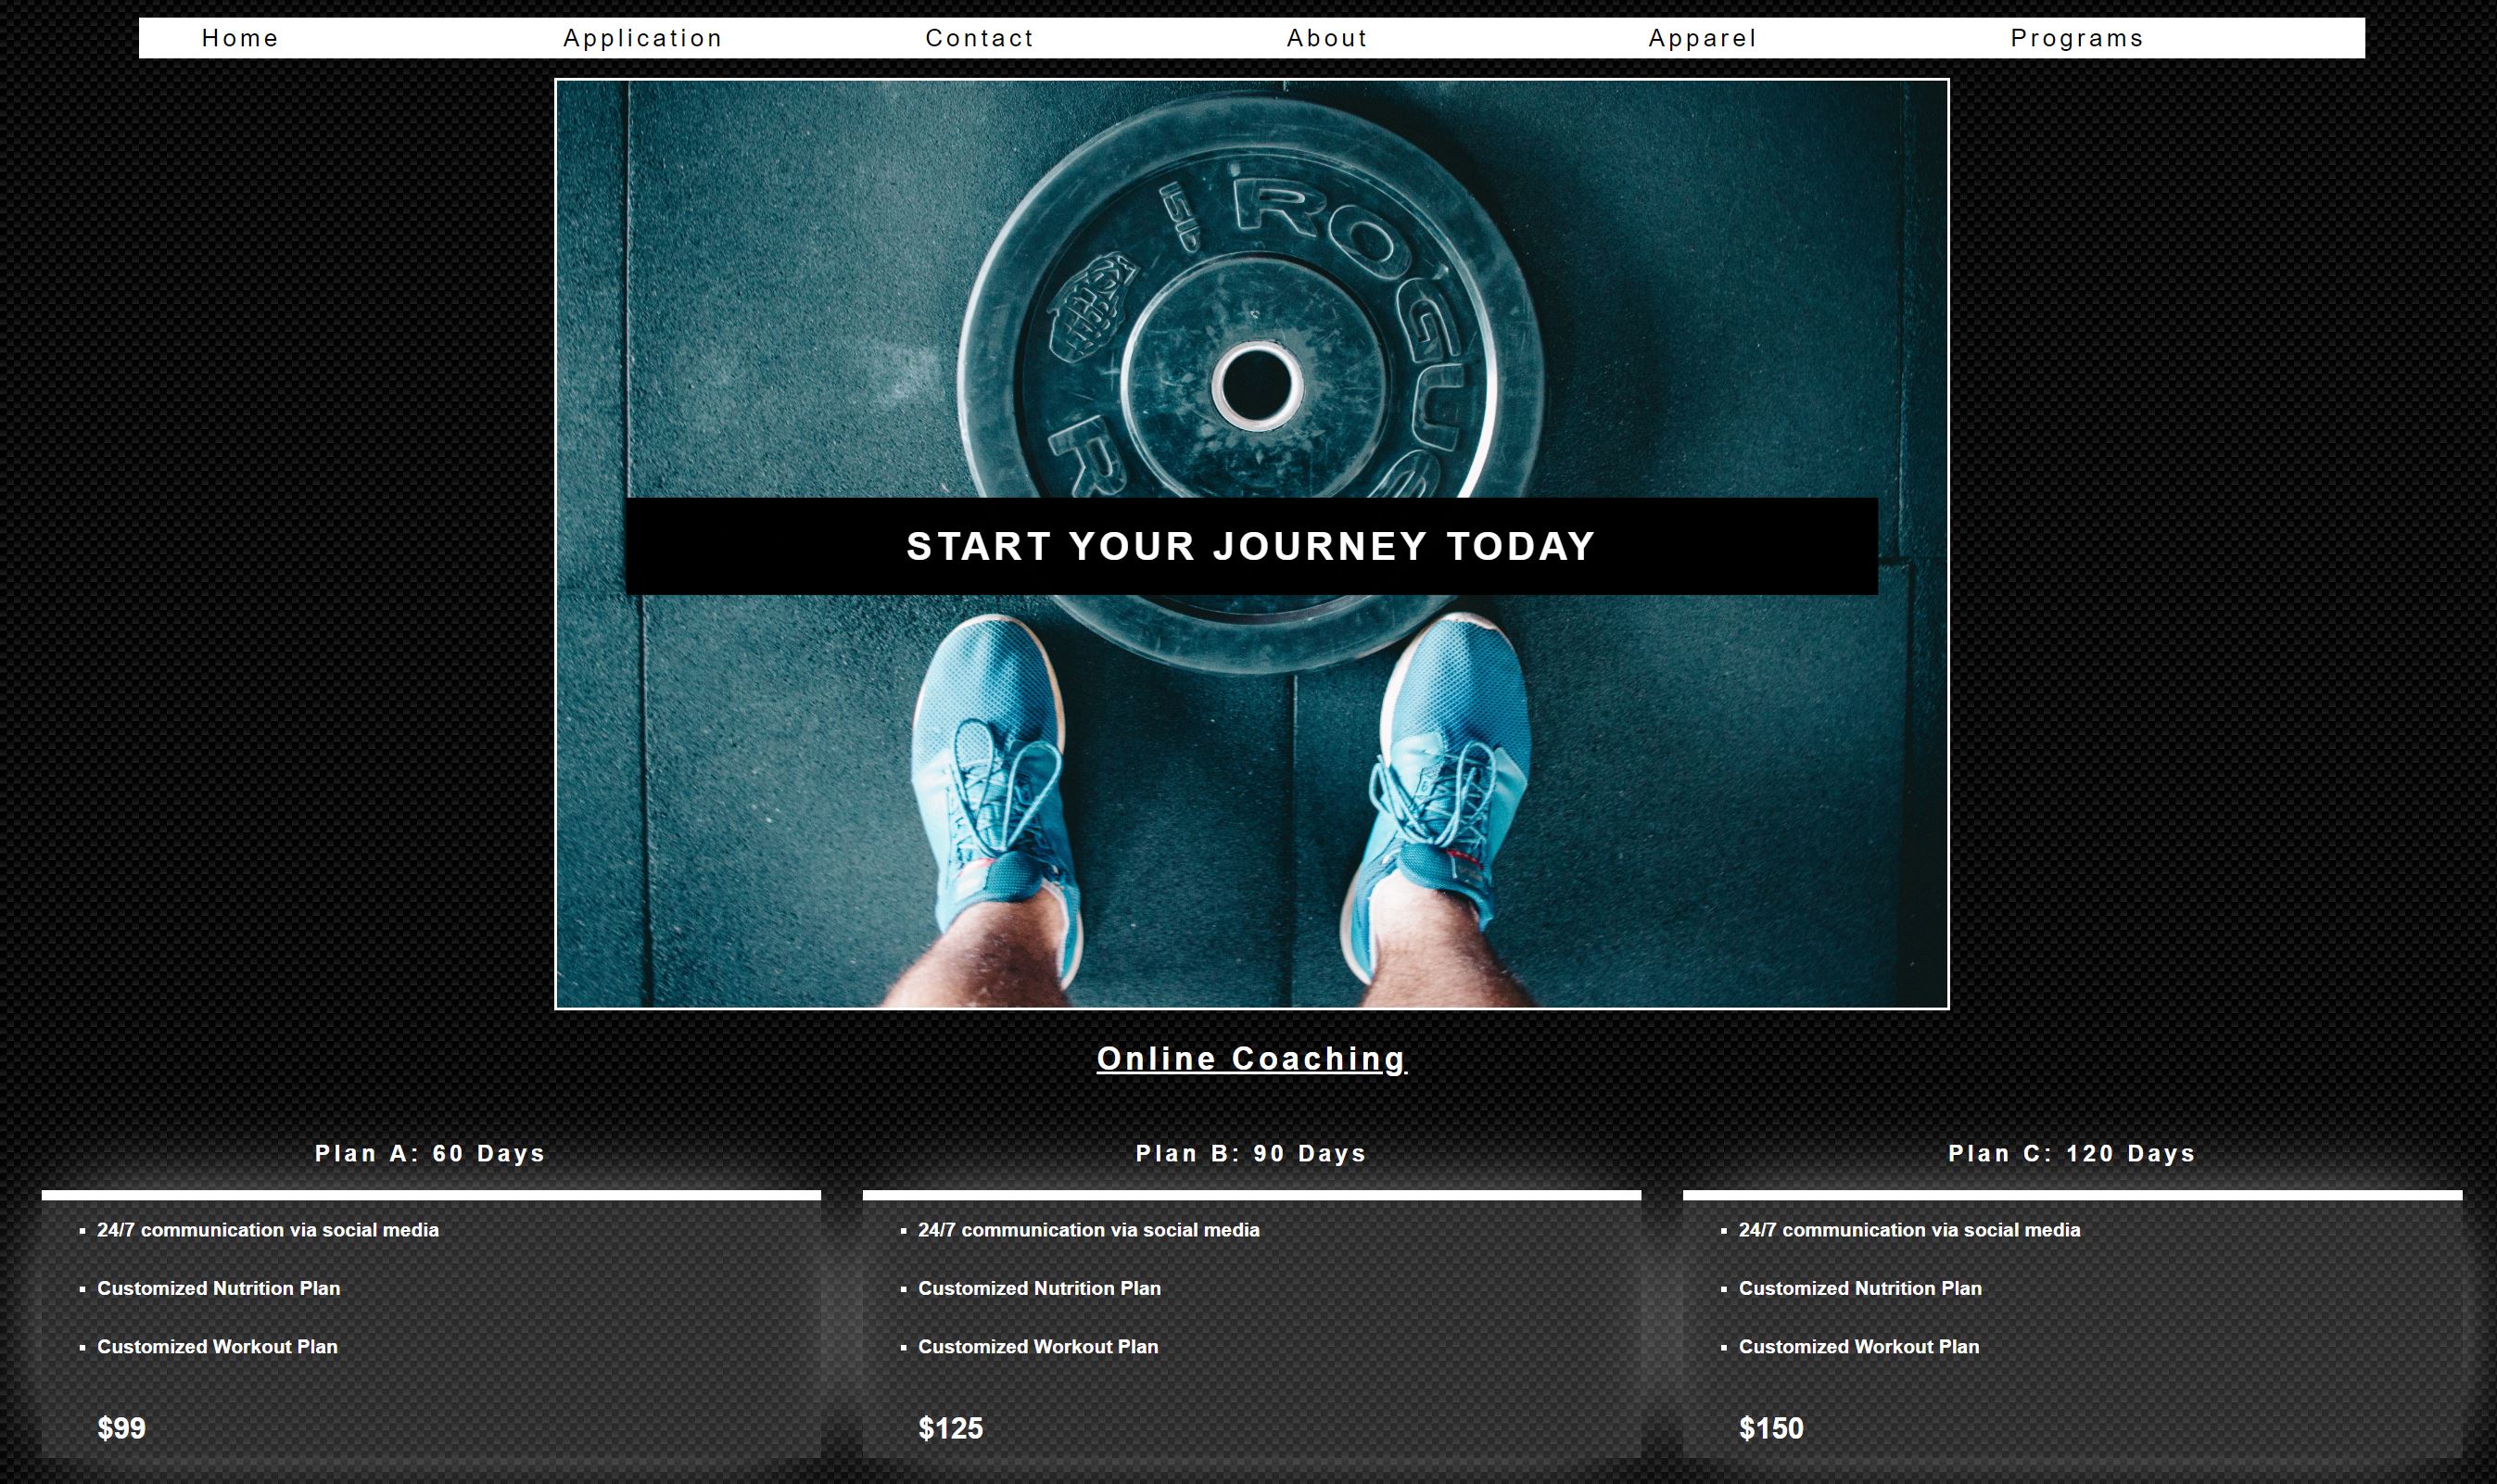 Home Application Contact About Apparel Programs
ROGUE
R
START YOUR JOURNEY TODAY
Online Coaching
Plan A: 60 Days Plan B: 90 Days Plan C: 120 Days
24/7 communication via social media 24/7 communication via social media 24/7 communication via social media
Customized Nutrition Plan Customized Nutrition Plan Customized Nutrition Plan
Customized Workout Plan Customized Workout Plan Customized Workout Plan
$99 $125 $150